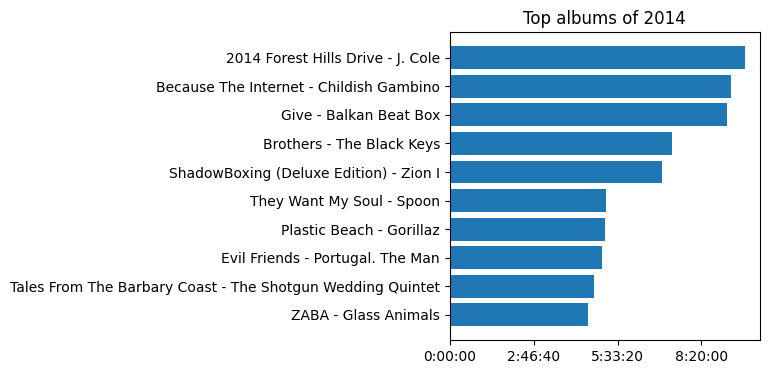 Top albums of 2014
2014 Forest Hills Drive - J. Cole
Because The Internet - Childish Gambino
Give - Balkan Beat Box
Brothers - The Black Keys
ShadowBoxing (Deluxe Edition) - Zion I
They Want My Soul - Spoon
Plastic Beach - Gorillaz
Evil Friends - Portugal. The Man
Tales From The Barbary Coast - The Shotgun Wedding Quintet
ZABA - Glass Animals
0:00:00 2:46:40 5:33:20 8:20:00